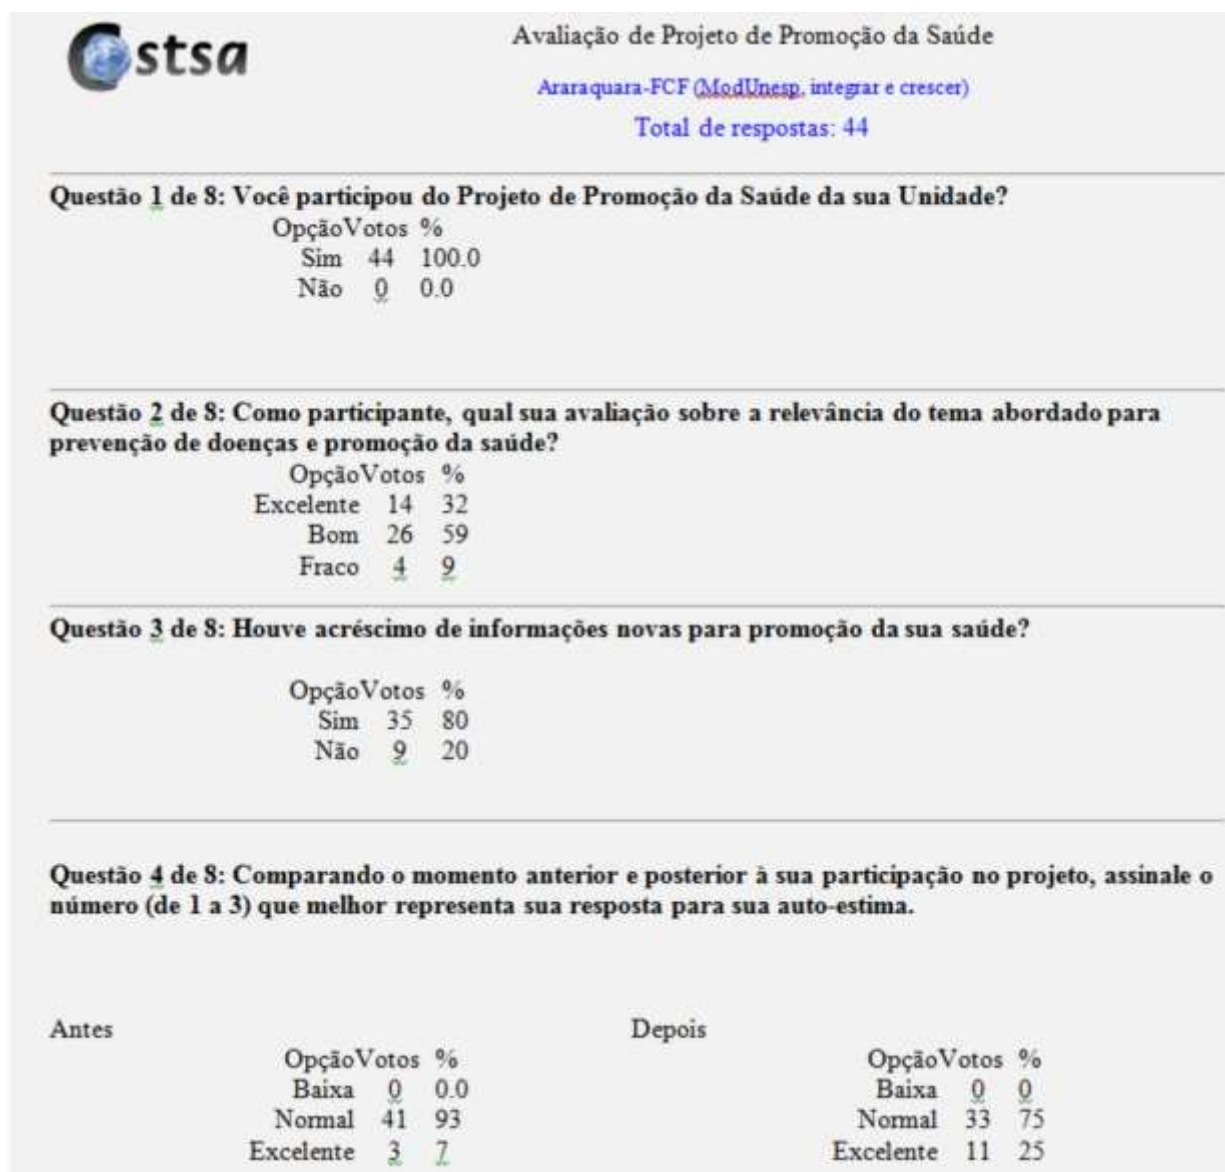 Costsa
Avaliação de Projeto de Promoção da Saúde
Araraquara-FCF (ModUnesp, integrar e crescer)
Total de respostas: 44
Questão 1 de 8: Você participou do Projeto de Promoção da Saúde da sua Unidade?
OpçãoVotos %
Sim 44 100.0
Não 0 0.0
Questão 2 de 8: Como participante, qual sua avaliação sobre a relevância do tema abordado para
prevenção de doenças e promoção da saúde?
OpçãoVotos %
Excelente 14 32
Bom 26 59
Fraco 4 9
Questão 3 de 8: Houve acréscimo de informações novas para promoção da sua saúde?
OpçãoVotos %
Sim 35 80
Não 9 20
Questão 4 de 8: Comparando o momento anterior e posterior à sua participação no projeto, assinale o
número (de 1 a 3) que melhor representa sua resposta para sua auto-estima.
Antes
OpçãoVotos %
Baixa 0 0.0
Normal 41 93
Excelente 3 7
Depois
OpçãoVotos %
Baixa 0 0
Normal 33 75
Excelente 11 25